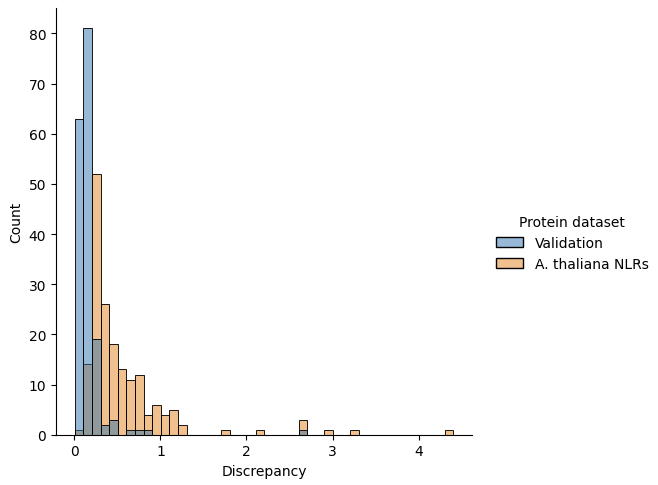 80
70
60
50
40
30
20
10
0
Count
0 1 2 3 4
Discrepancy
Protein dataset
Validation
A. thaliana NLRs